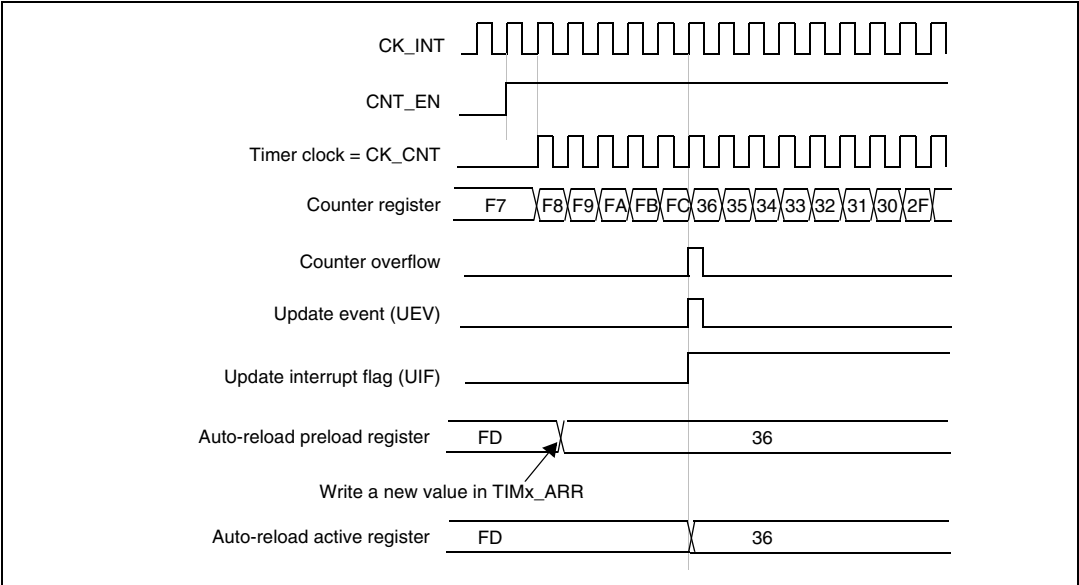 CK_INT
CNT_EN
Timer clock = CK_CNT
Counter register F7 F8 F9 FA FB FC 36 35 34 33 32 31 30 2F
Counter overflow
Update event (UEV)
Update interrupt flag (UIF)
Auto-reload preload register FD 36
Write a new value in TIMx_ARR
Auto-reload active register FD 36